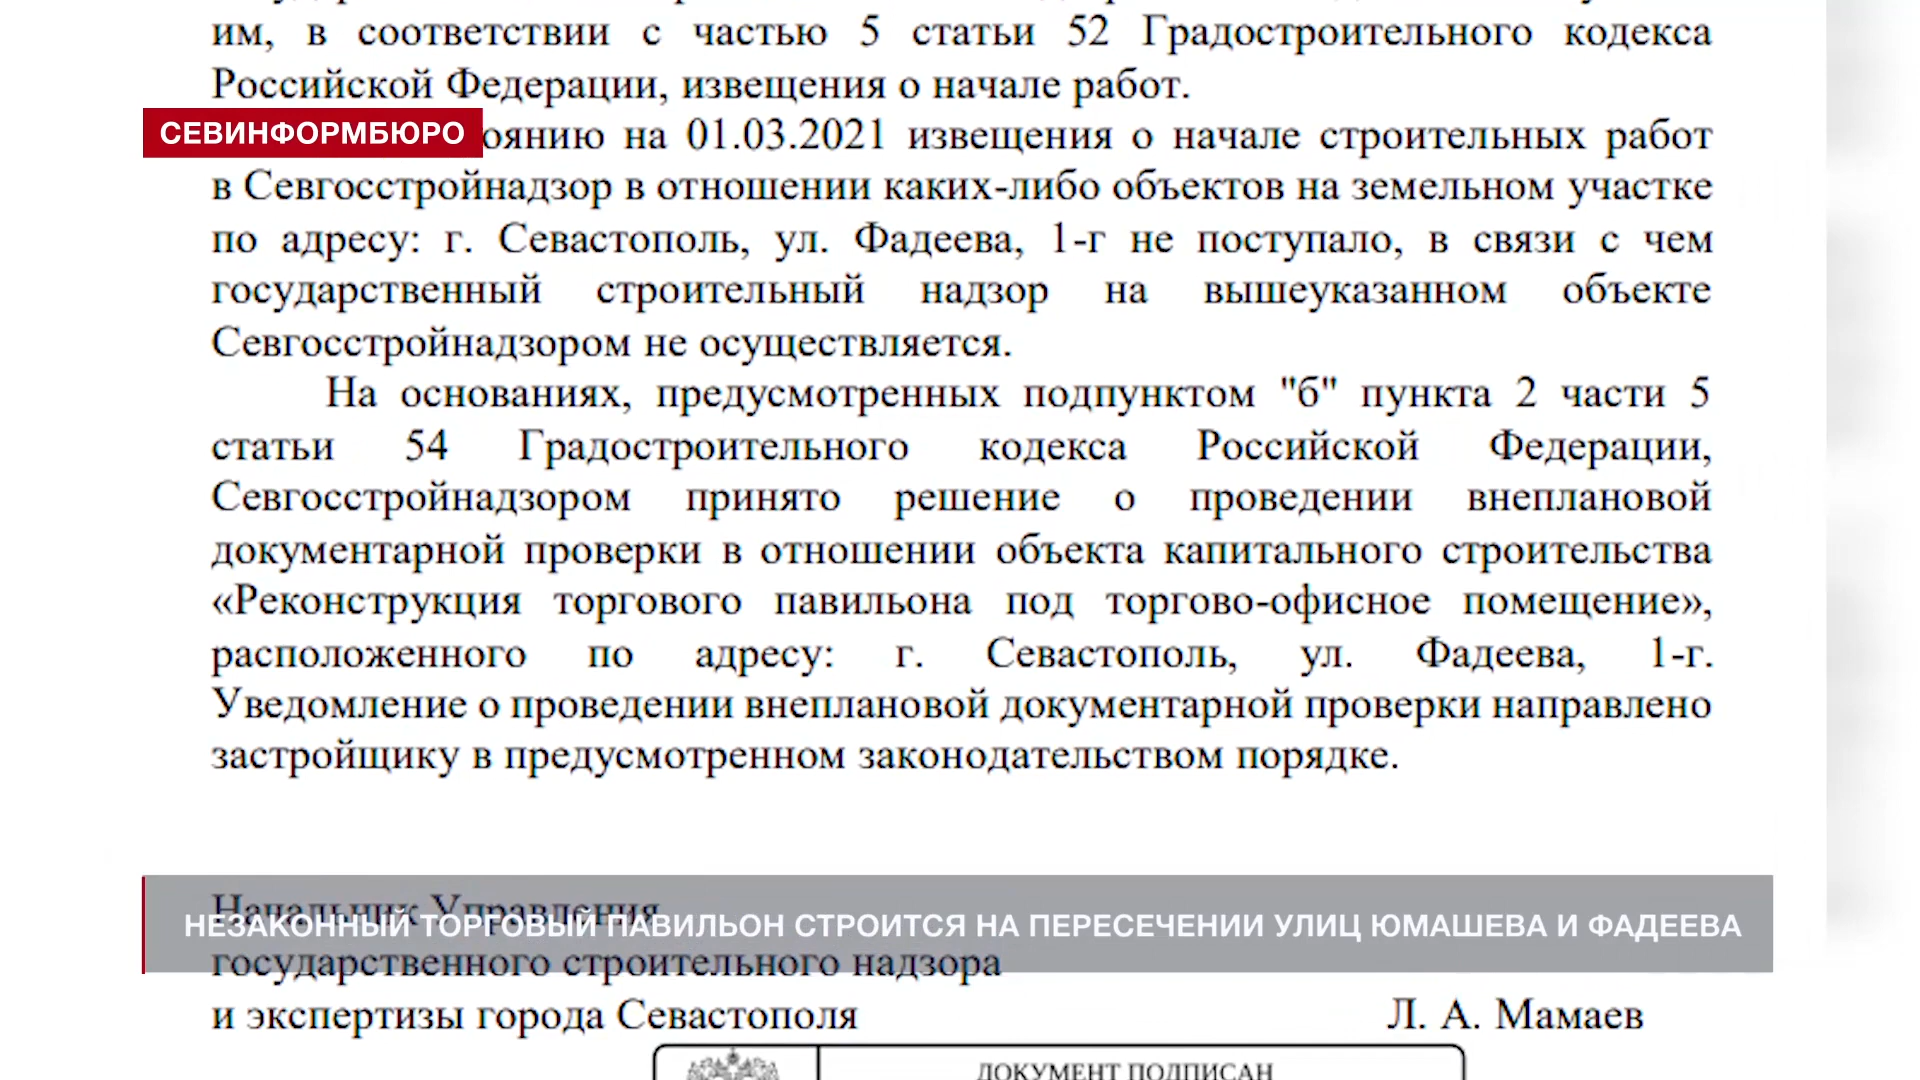 им, в соответствии с частью 5 статьи 52 Градостроительного кодекса
Российской Федерации, извещения о начале работ.
СЕВИНФОРМБЮРО
оянию на 01.03.2021 извещения о начале строительных работ
в Севгосстройнадзор в отношении каких-либо объектов на земельном участке
по адресу: г. Севастополь, ул. Фадеева, 1-г не поступало, в связи с чем
государственный строительный надзор на вышеуказанном объекте
Севгосстройнадзором не осуществляется.
На основаниях, предусмотренных подпунктом "б" пункта 2 части 5
статьи 54 Градостроительного кодекса Российской Федерации,
Севгосстройнадзором принято решение о проведении внеплановой
документарной проверки в отношении объекта капитального строительства
«Реконструкция торгового павильона под торгово-офисное помещение»,
расположенного по адресу: г. Севастополь, ул. Фадеева, 1-г.
Уведомление о проведении внеплановой документарной проверки направлено
застройщику в предусмотренном законодательством порядке.
Начальник Управления
НЕЗАКОННЫЙ ТОРГОВЫЙ ПАВИЛЬОН СТРОИТСЯ НА ПЕРЕСЕЧЕНИИ УЛИЦ ЮМАШЕВА И ФАДЕЕВА
государственного строительного надзора
и экспертизы города Севастополя Л. А. Мамаев
ДОКУМЕНТ ПОДПИСАН